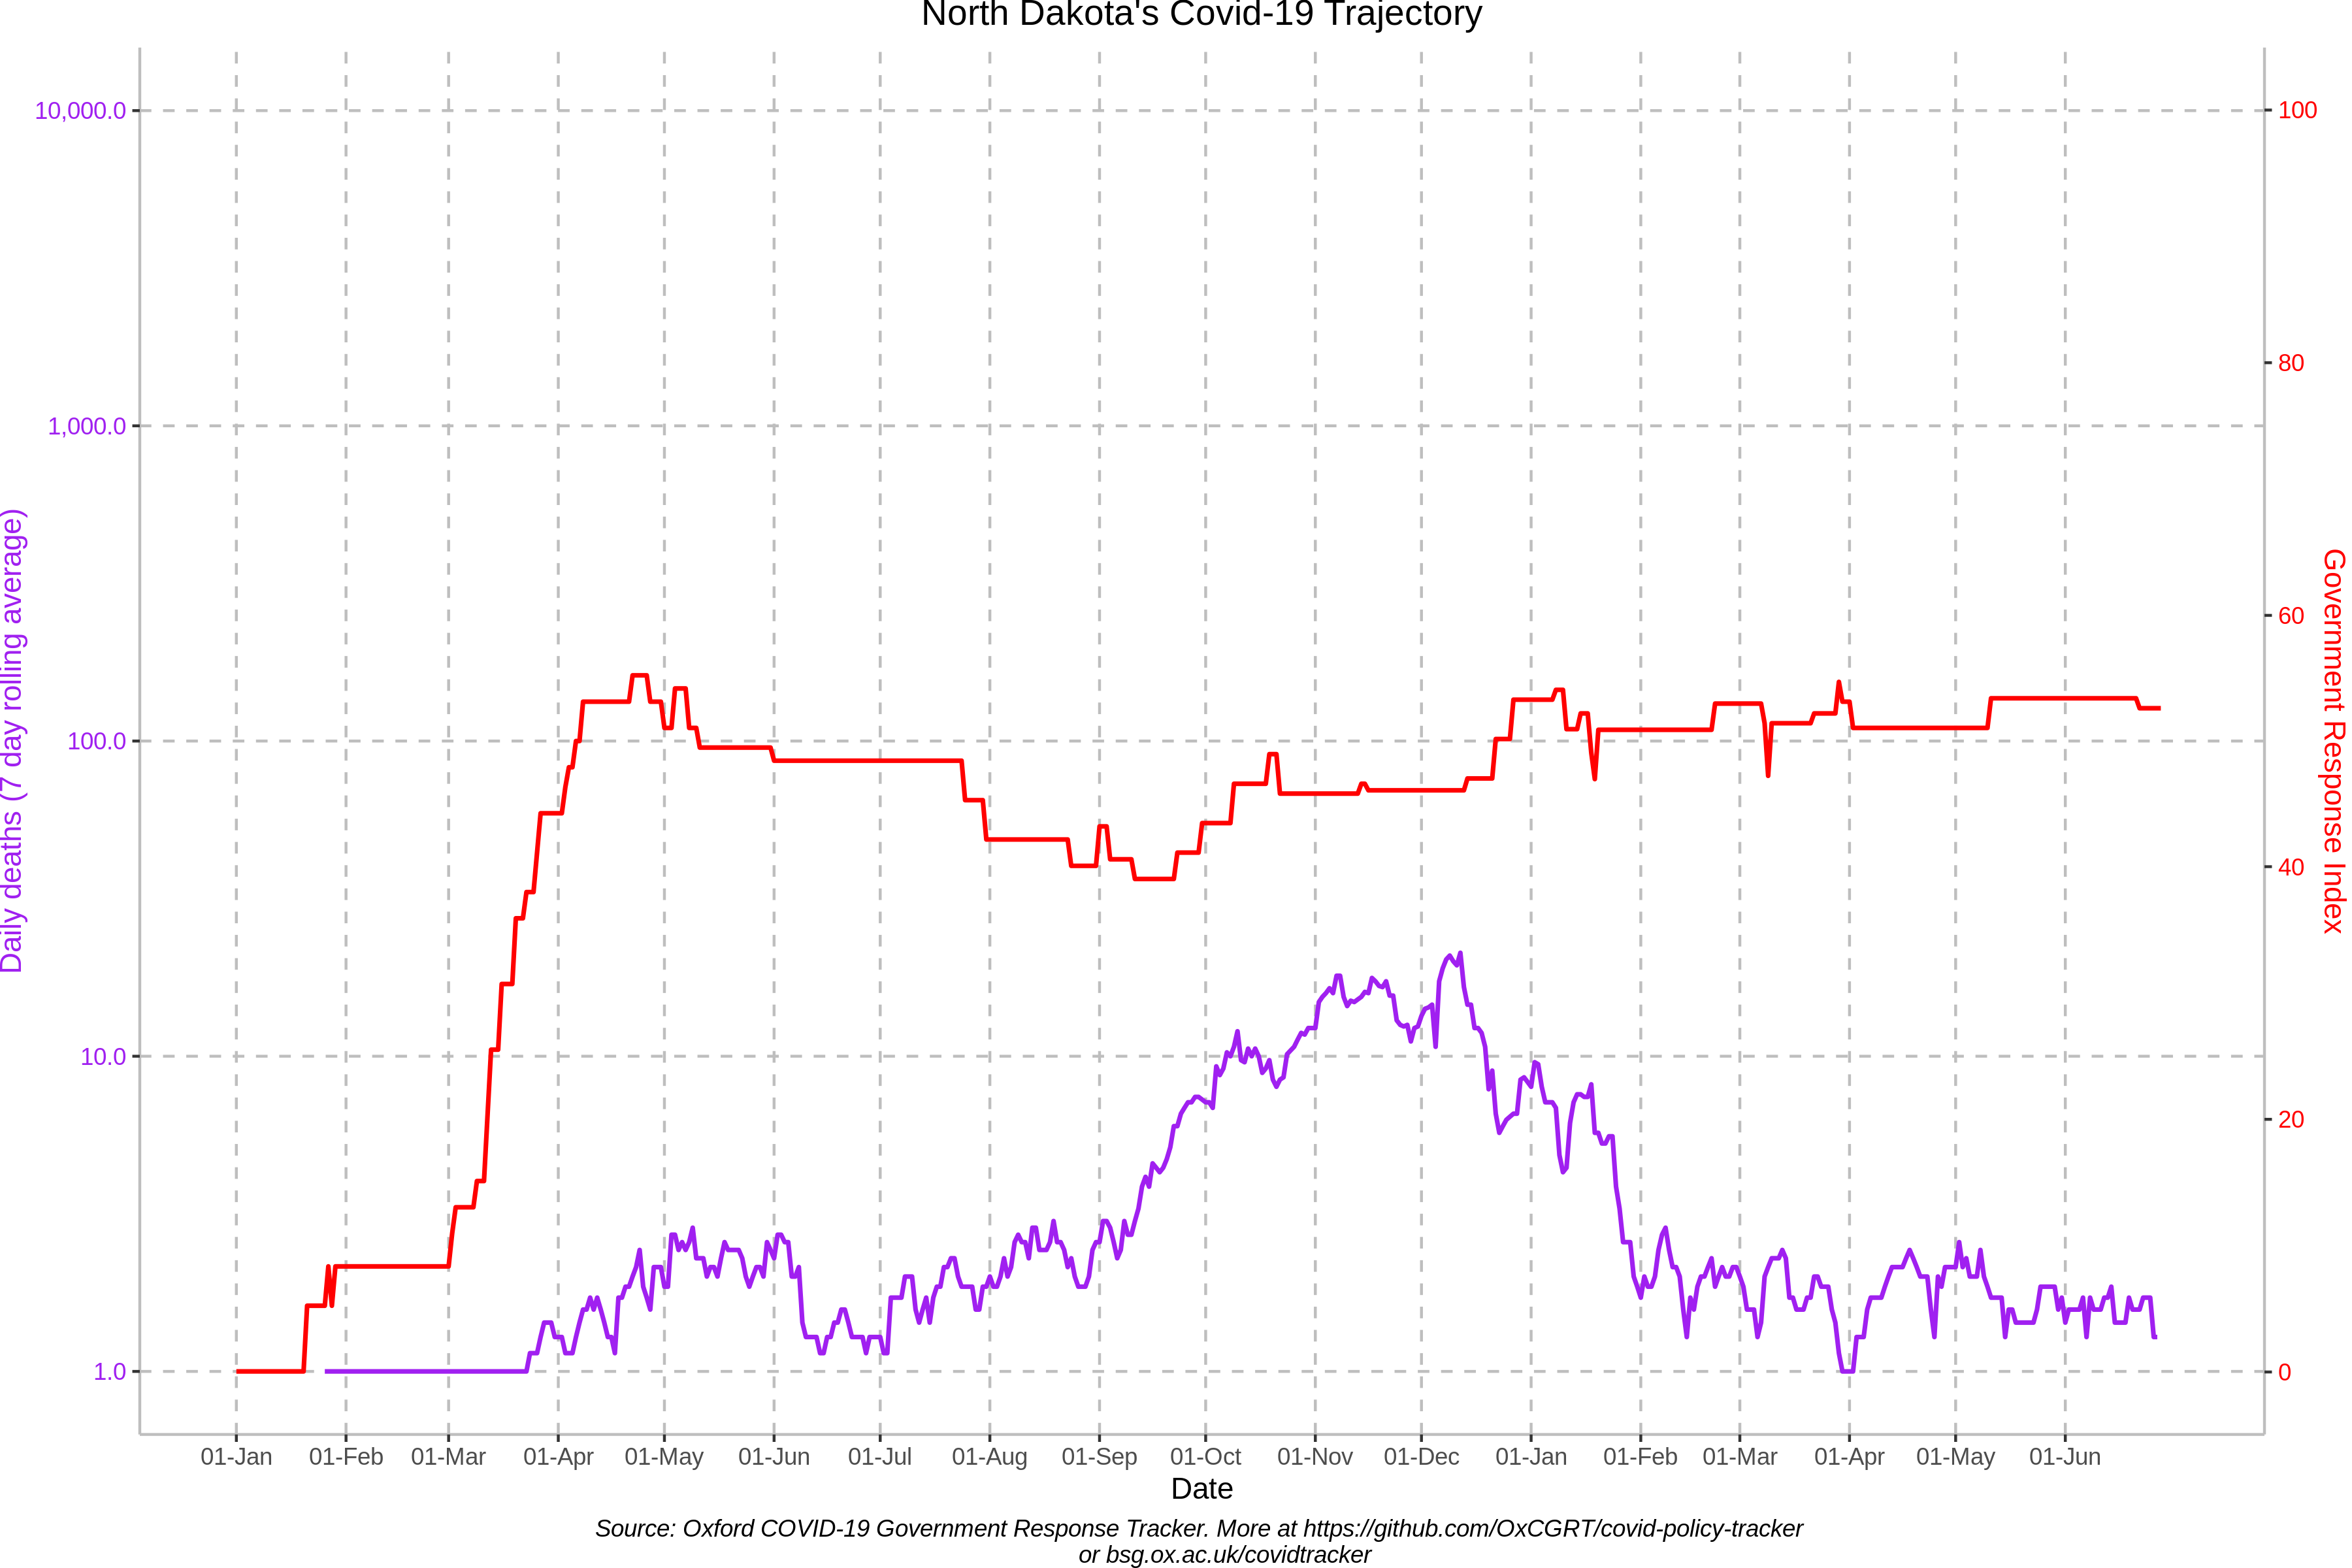 North Dakota's Covid-19 Trajectory
10,000.0
1,000.0
100.0
10.0
1.0
Daily deaths (7 day rolling average)
100
80
60
40
20
0
Government Response Index
01-Jan 01-Feb 01-Mar 01-Apr 01-May 01-Jun 01-Jul 01-Aug 01-Sep 01-Oct 01-Nov 01-Dec 01-Jan 01-Feb 01-Mar 01-Apr 01-May 01-Jun
Date
Source: Oxford COVID-19 Government Response Tracker. More at https://github.com/OxCGRT/covid-policy-tracker
or bsg.ox.ac.uk/covidtracker